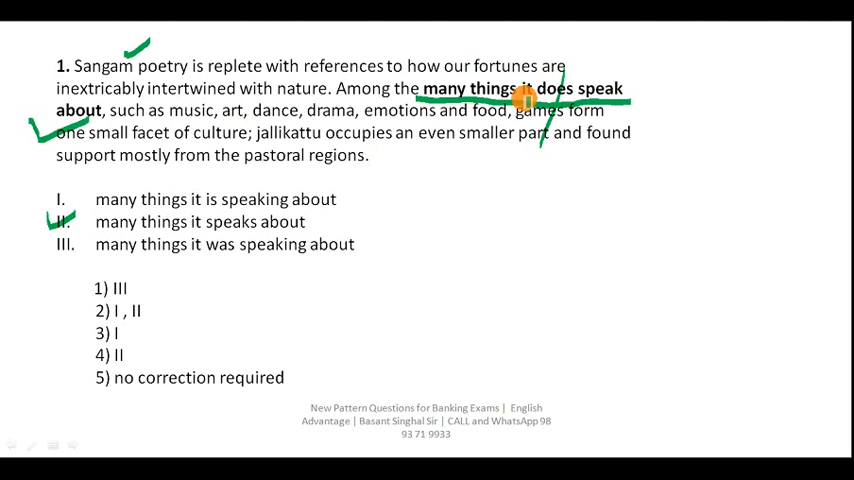 1. Sangam poetry is replete with references to how our fortunes are
inextricably intertwined with nature. Among the many things it does speak
about, such as music, art, dance, drama, emotions and food, games form
one small facet of culture; jallikattu occupies an even smaller part and found
support mostly from the pastoral regions.
I. many things it is speaking about
II. many things it speaks about
III. many things it was speaking about
1) III
2) I , II
3) I
4) II
5) no correction required
New Pattern Questions for Banking Exams | English
Advantage | Basant Singhal Sir | CALL and WhatsApp 98
93 71 9933